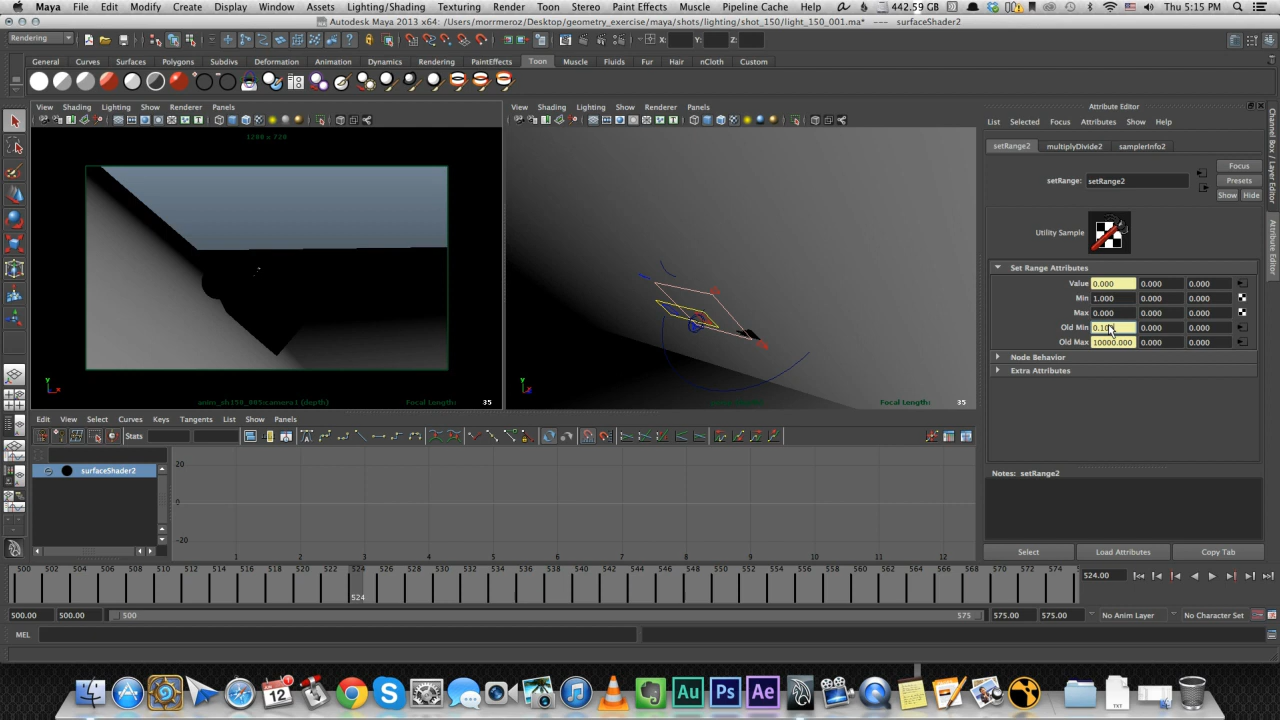 Maya File Edit Modify Create Display Window Assets Lighting/Shading Texturing Render Toon Stereo Paint Effects Muscle Pipeline Cache Help 442.59 GB Thu 5:15 PM
Autodesk Maya 2013 x64: /Users/morrmeroz/Desktop/geometry_exercise/maya/shots/lighting/shot_150/light_150_001.ma* --- surfaceShader2
Rendering X: Y: Z:
General Curves Surfaces Polygons Subdivs Deformation Animation Dynamics Rendering PaintEffects Toon Muscle Fluids Fur Hair nCloth Custom
View Shading Lighting Show Renderer Panels
View Shading Lighting Show Renderer Panels
Attribute Editor
List Selected Focus Attributes Show Help
1280 x 720
setRange2 multiplyDivide2 samplerInfo2
setRange: setRange2
Focus
Presets
Show Hide
Utility Sample
Set Range Attributes
Value 0.000 0.000 0.000
Min 1.000 0.000 0.000
Max 0.000 0.000 0.000
Old Min 0.10 0.000 0.000
Old Max 10000.000 0.000 0.000
Node Behavior
Extra Attributes
Channel Box / Layer Editor
Attribute Editor
Focal Length: 35
Focal Length: 35
Edit View Select Curves Keys Tangents List Show Panels
Stats
surfaceShader2
20
0
-20
1 2 3 4 5 6 7 8 9 10 11 12
Notes: setRange2
Select Load Attributes Copy Tab
500 502 504 506 508 510 512 514 516 518 520 522 524 526 528 530 532 534 536 538 540 542 544 546 548 550 552 554 556 558 560 562 564 566 568 570 572 574
524
524.00
500.00 500.00 500 575 575.00 575.00 No Anim Layer No Character Set
MEL